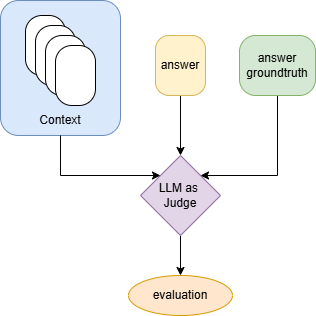 Context
answer
answer
groundtruth
LLM as
Judge
evaluation